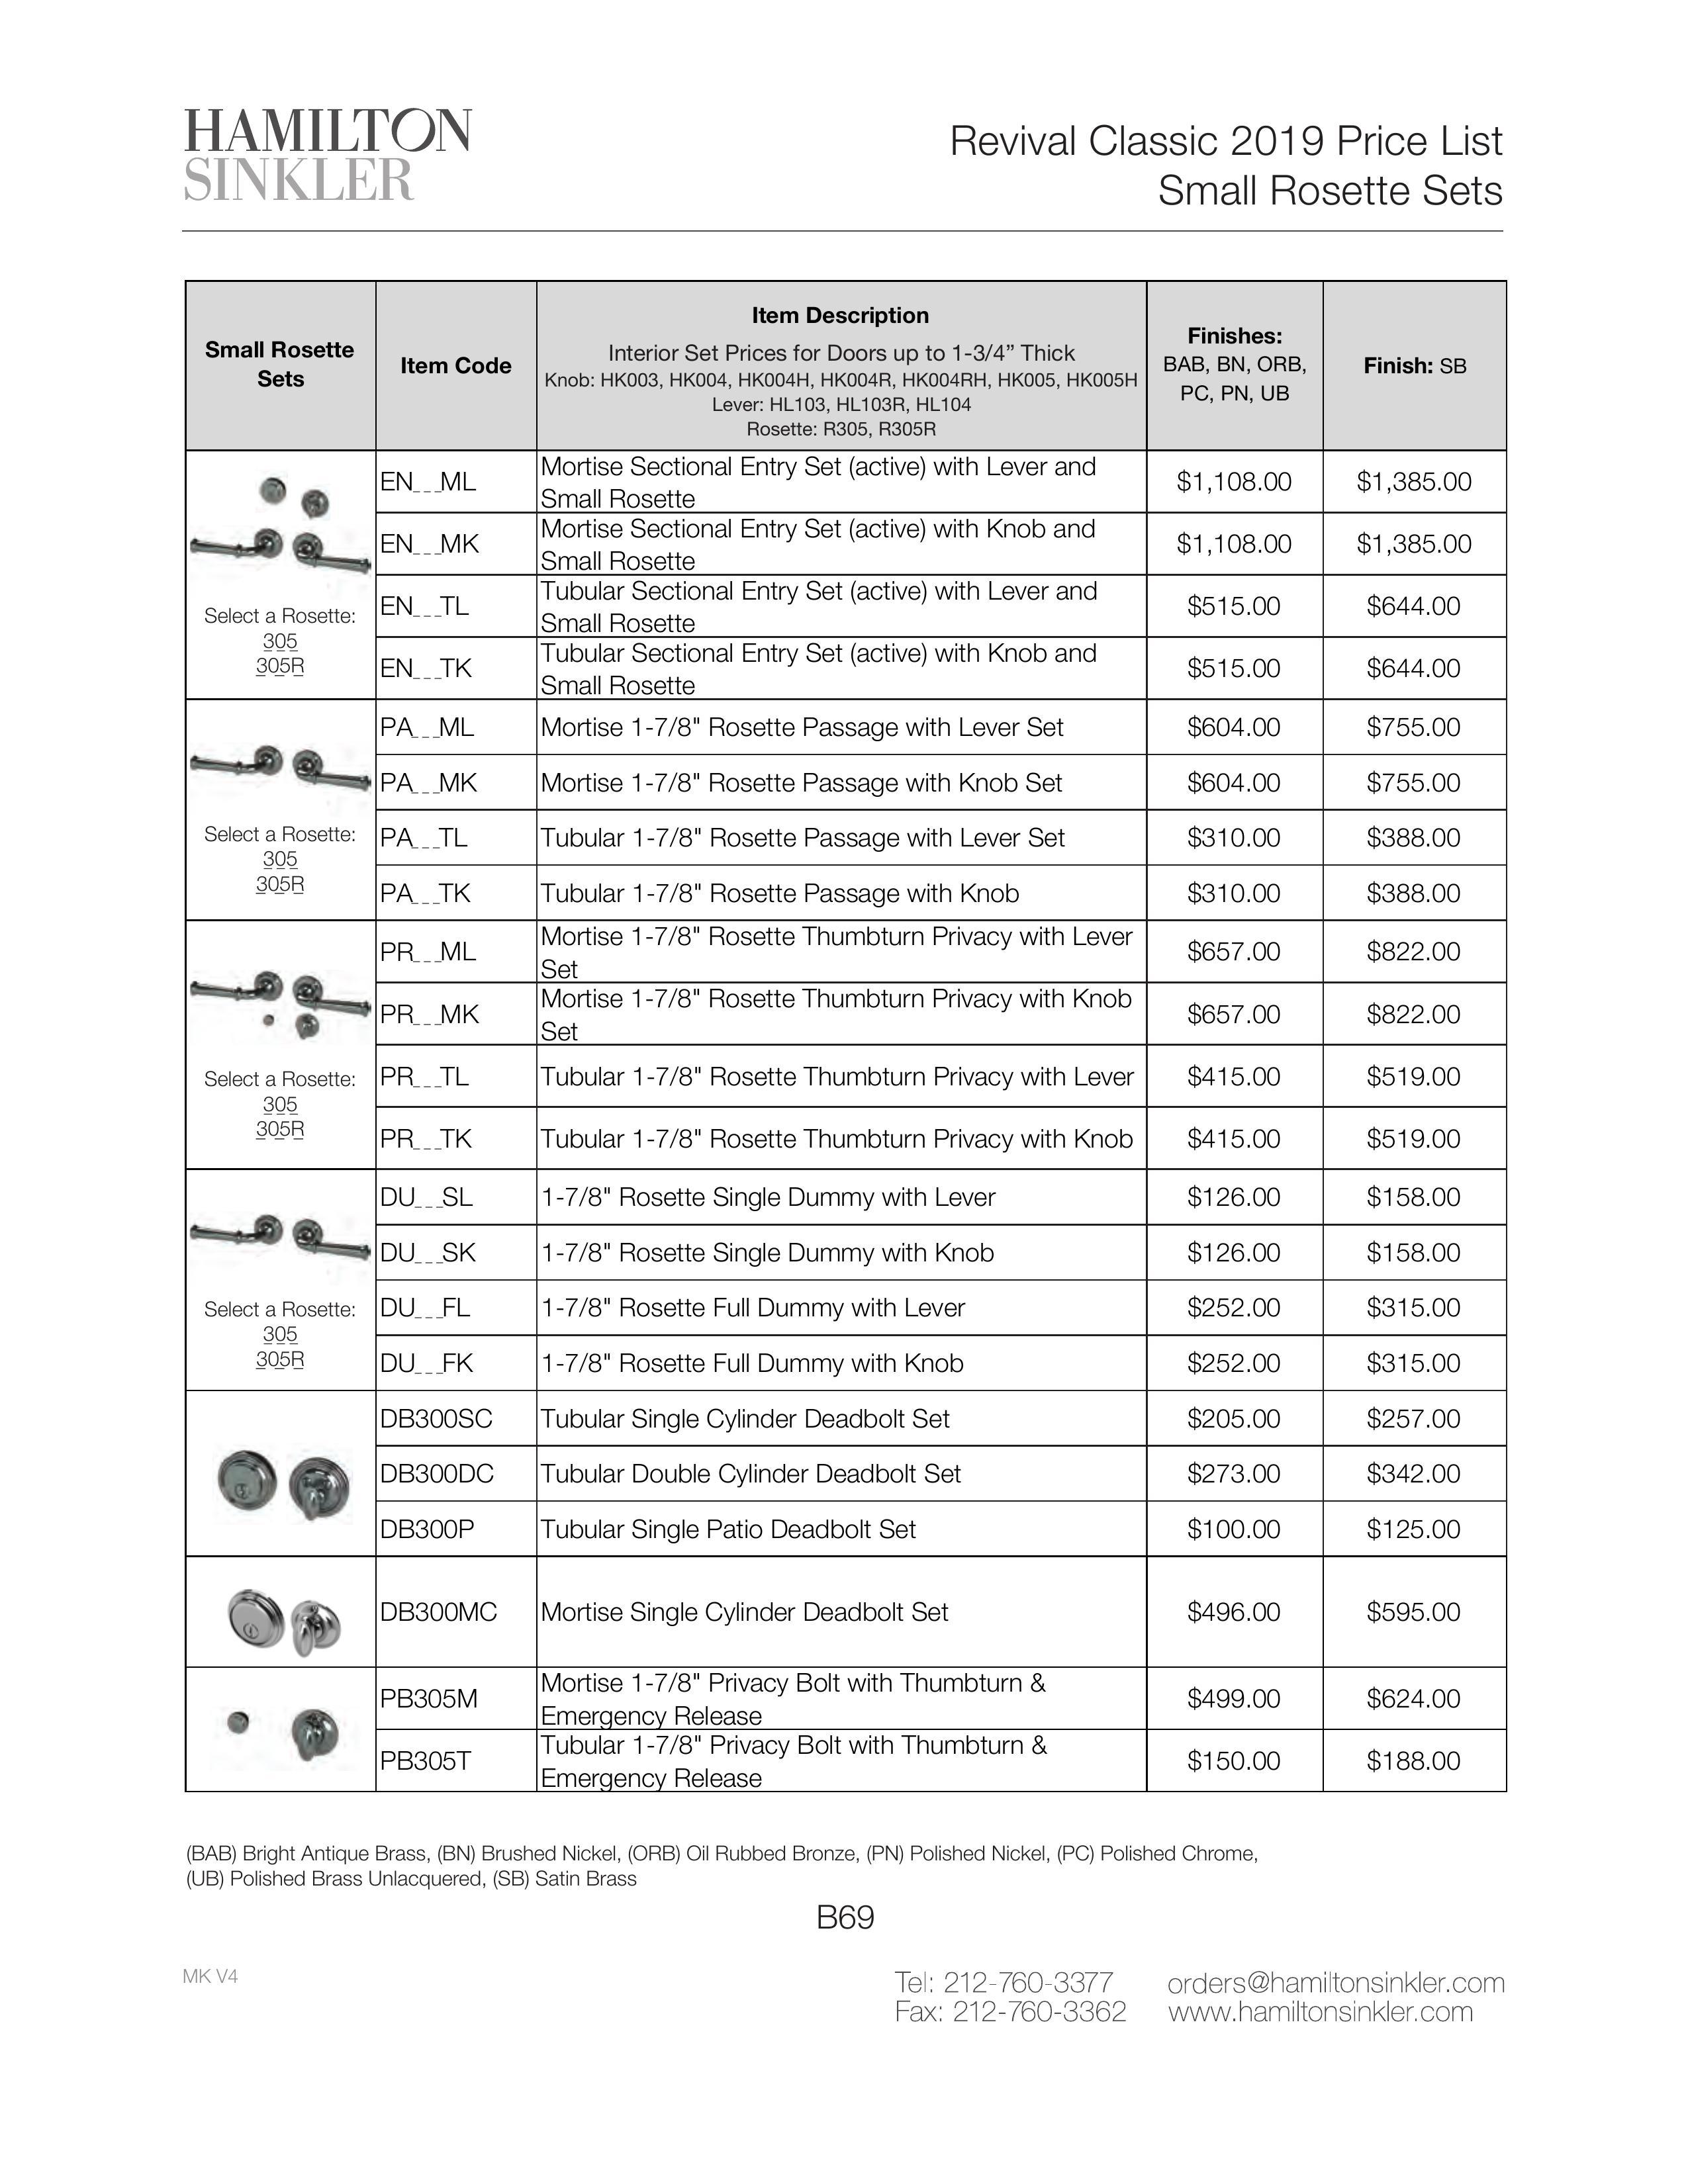 HAMILTON
SINKLER
Revival Classic 2019 Price List
Small Rosette Sets
Small Rosette
Sets
Item Code
Item Description
Interior Set Prices for Doors up to 1-3/4” Thick
Knob: HK003, HK004, HK004H, HK004R, HK004RH, HK005, HK005H
Lever: HL103, HL103R, HL104
Rosette: R305, R305R
Finishes:
BAB, BN, ORB,
PC, PN, UB
Finish: SB
Select a Rosette:
305
305R
EN___ML
Mortise Sectional Entry Set (active) with Lever and
Small Rosette
$1,108.00
$1,385.00
EN___MK
Mortise Sectional Entry Set (active) with Knob and
Small Rosette
$1,108.00
$1,385.00
EN___TL
Tubular Sectional Entry Set (active) with Lever and
Small Rosette
$515.00
$644.00
EN___TK
Tubular Sectional Entry Set (active) with Knob and
Small Rosette
$515.00
$644.00
Select a Rosette:
305
305R
PA___ML
Mortise 1-7/8" Rosette Passage with Lever Set
$604.00
$755.00
PA___MK
Mortise 1-7/8" Rosette Passage with Knob Set
$604.00
$755.00
PA___TL
Tubular 1-7/8" Rosette Passage with Lever Set
$310.00
$388.00
PA___TK
Tubular 1-7/8" Rosette Passage with Knob
$310.00
$388.00
Select a Rosette:
305
305R
PR___ML
Mortise 1-7/8" Rosette Thumbturn Privacy with Lever
Set
$657.00
$822.00
PR___MK
Mortise 1-7/8" Rosette Thumbturn Privacy with Knob
Set
$657.00
$822.00
PR___TL
Tubular 1-7/8" Rosette Thumbturn Privacy with Lever
$415.00
$519.00
PR___TK
Tubular 1-7/8" Rosette Thumbturn Privacy with Knob
$415.00
$519.00
Select a Rosette:
305
305R
DU___SL
1-7/8" Rosette Single Dummy with Lever
$126.00
$158.00
DU___SK
1-7/8" Rosette Single Dummy with Knob
$126.00
$158.00
DU___FL
1-7/8" Rosette Full Dummy with Lever
$252.00
$315.00
DU___FK
1-7/8" Rosette Full Dummy with Knob
$252.00
$315.00
DB300SC
Tubular Single Cylinder Deadbolt Set
$205.00
$257.00
DB300DC
Tubular Double Cylinder Deadbolt Set
$273.00
$342.00
DB300P
Tubular Single Patio Deadbolt Set
$100.00
$125.00
DB300MC
Mortise Single Cylinder Deadbolt Set
$496.00
$595.00
PB305M
Mortise 1-7/8" Privacy Bolt with Thumbturn &
Emergency Release
$499.00
$624.00
PB305T
Tubular 1-7/8" Privacy Bolt with Thumbturn &
Emergency Release
$150.00
$188.00
(BAB) Bright Antique Brass, (BN) Brushed Nickel, (ORB) Oil Rubbed Bronze, (PN) Polished Nickel, (PC) Polished Chrome,
(UB) Polished Brass Unlacquered, (SB) Satin Brass
B69
MK V4
Tel: 212-760-3377
orders@hamiltonsinkler.com
Fax: 212-760-3362
www.hamiltonsinkler.com